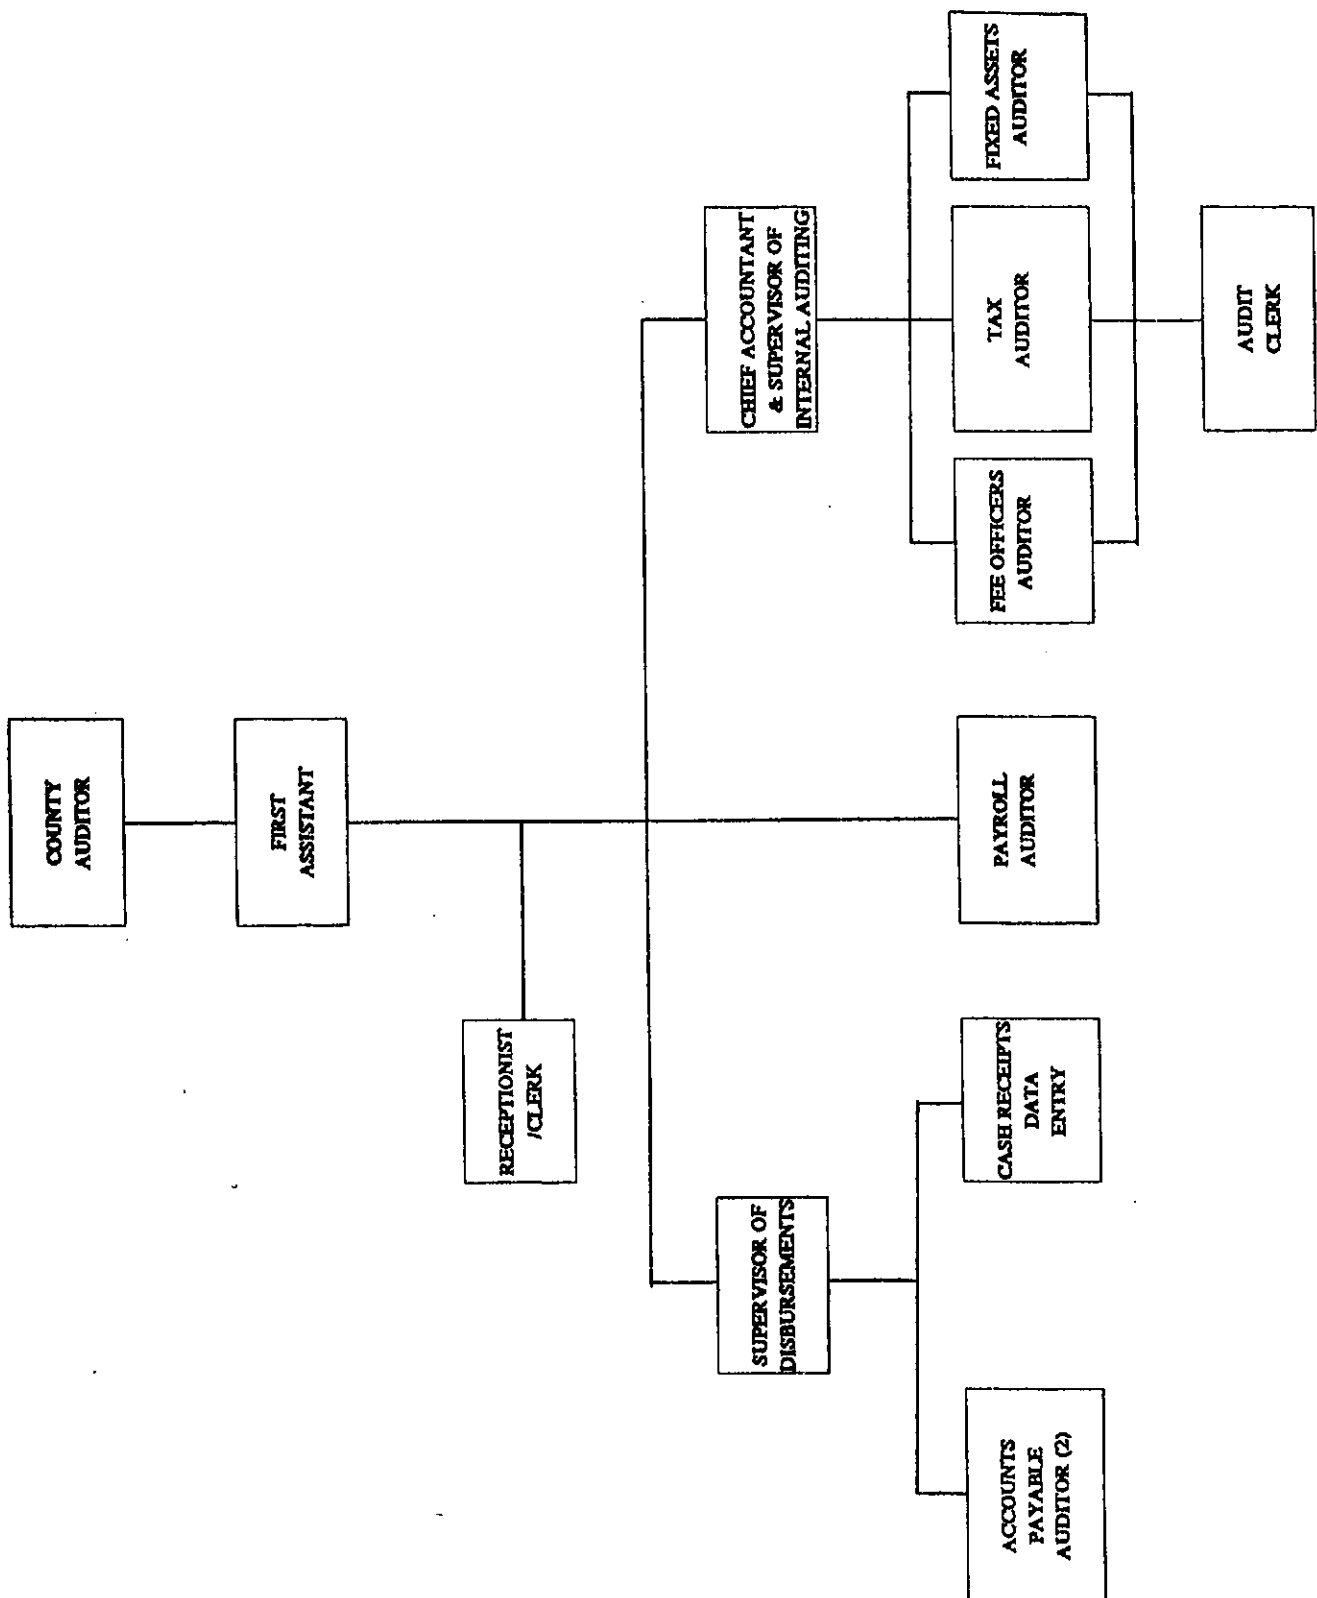 COUNTY
AUDITOR
FIRST
ASSISTANT
RECEPTIONIST
/CLERK
SUPERVISOR OF
DISBURSEMENTS
CHIEF ACCOUNTANT
& SUPERVISOR OF
INTERNAL AUDITING
ACCOUNTS
PAYABLE
AUDITOR (2)
CASH RECEIPTS
DATA
ENTRY
PAYROLL
AUDITOR
FEE OFFICERS
AUDITOR
TAX
AUDITOR
FIXED ASSETS
AUDITOR
AUDIT
CLERK